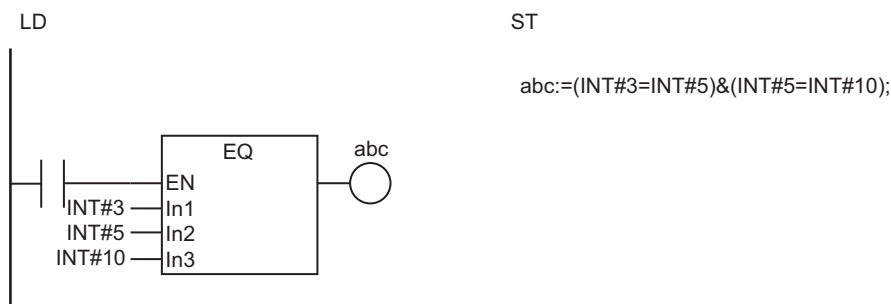 LD
ST
abc:=(INT#3=INT#5)&(INT#5=INT#10);
EQ
abc
EN
INT#3 In1
INT#5 In2
INT#10 In3